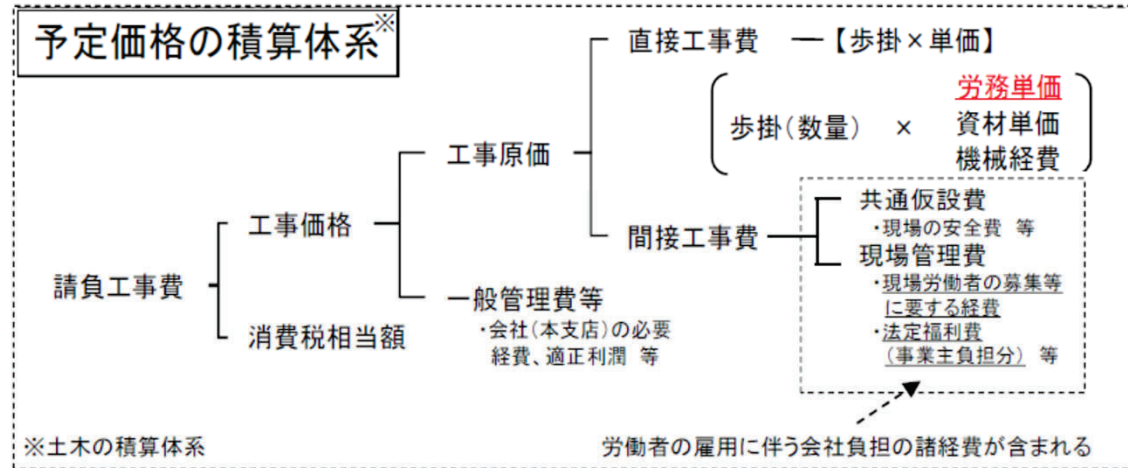 予定価格の積算体系※
直接工事費
【歩掛×単価】
歩掛(数量) ×
労務単価
資材単価
機械経費
工事原価
共通仮設費
・現場の安全費 等
工事価格
間接工事費
現場管理費
・現場労働者の募集等
に要する経費
・法定福利費
(事業主負担分) 等
請負工事費
一般管理費等
・会社(本支店)の必要
経費、適正利潤 等
消費税相当額
※土木の積算体系
労働者の雇用に伴う会社負担の諸経費が含まれる